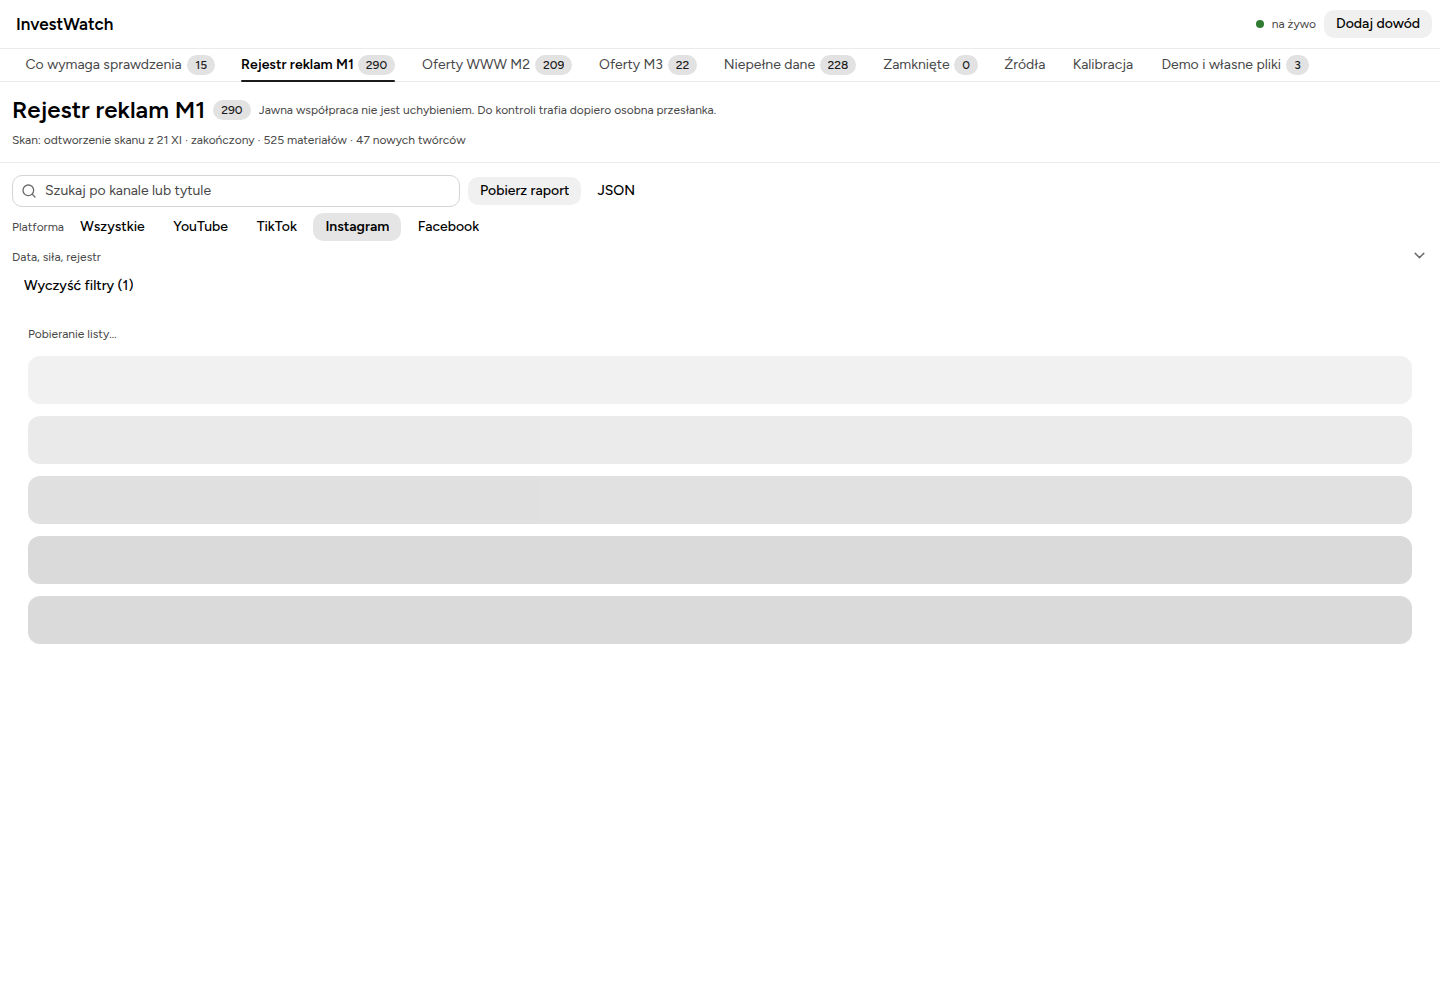 InvestWatch
na żywo
Dodaj dowód
Co wymaga sprawdzenia 15
Rejestr reklam M1 290
Oferty WWW M2 209
Oferty M3 22
Niepełne dane 228
Zamknięte 0
Źródła
Kalibracja
Demo i własne pliki 3
Rejestr reklam M1 290 Jawna współpraca nie jest uchybieniem. Do kontroli trafia dopiero osobna przesłanka.
Skan: odtworzenie skanu z 21 XI · zakończony · 525 materiałów · 47 nowych twórców
Szukaj po kanale lub tytule
Pobierz raport
JSON
Platforma Wszystkie YouTube TikTok Instagram Facebook
Data, siła, rejestr
Wyczyść filtry (1)
Pobieranie listy…